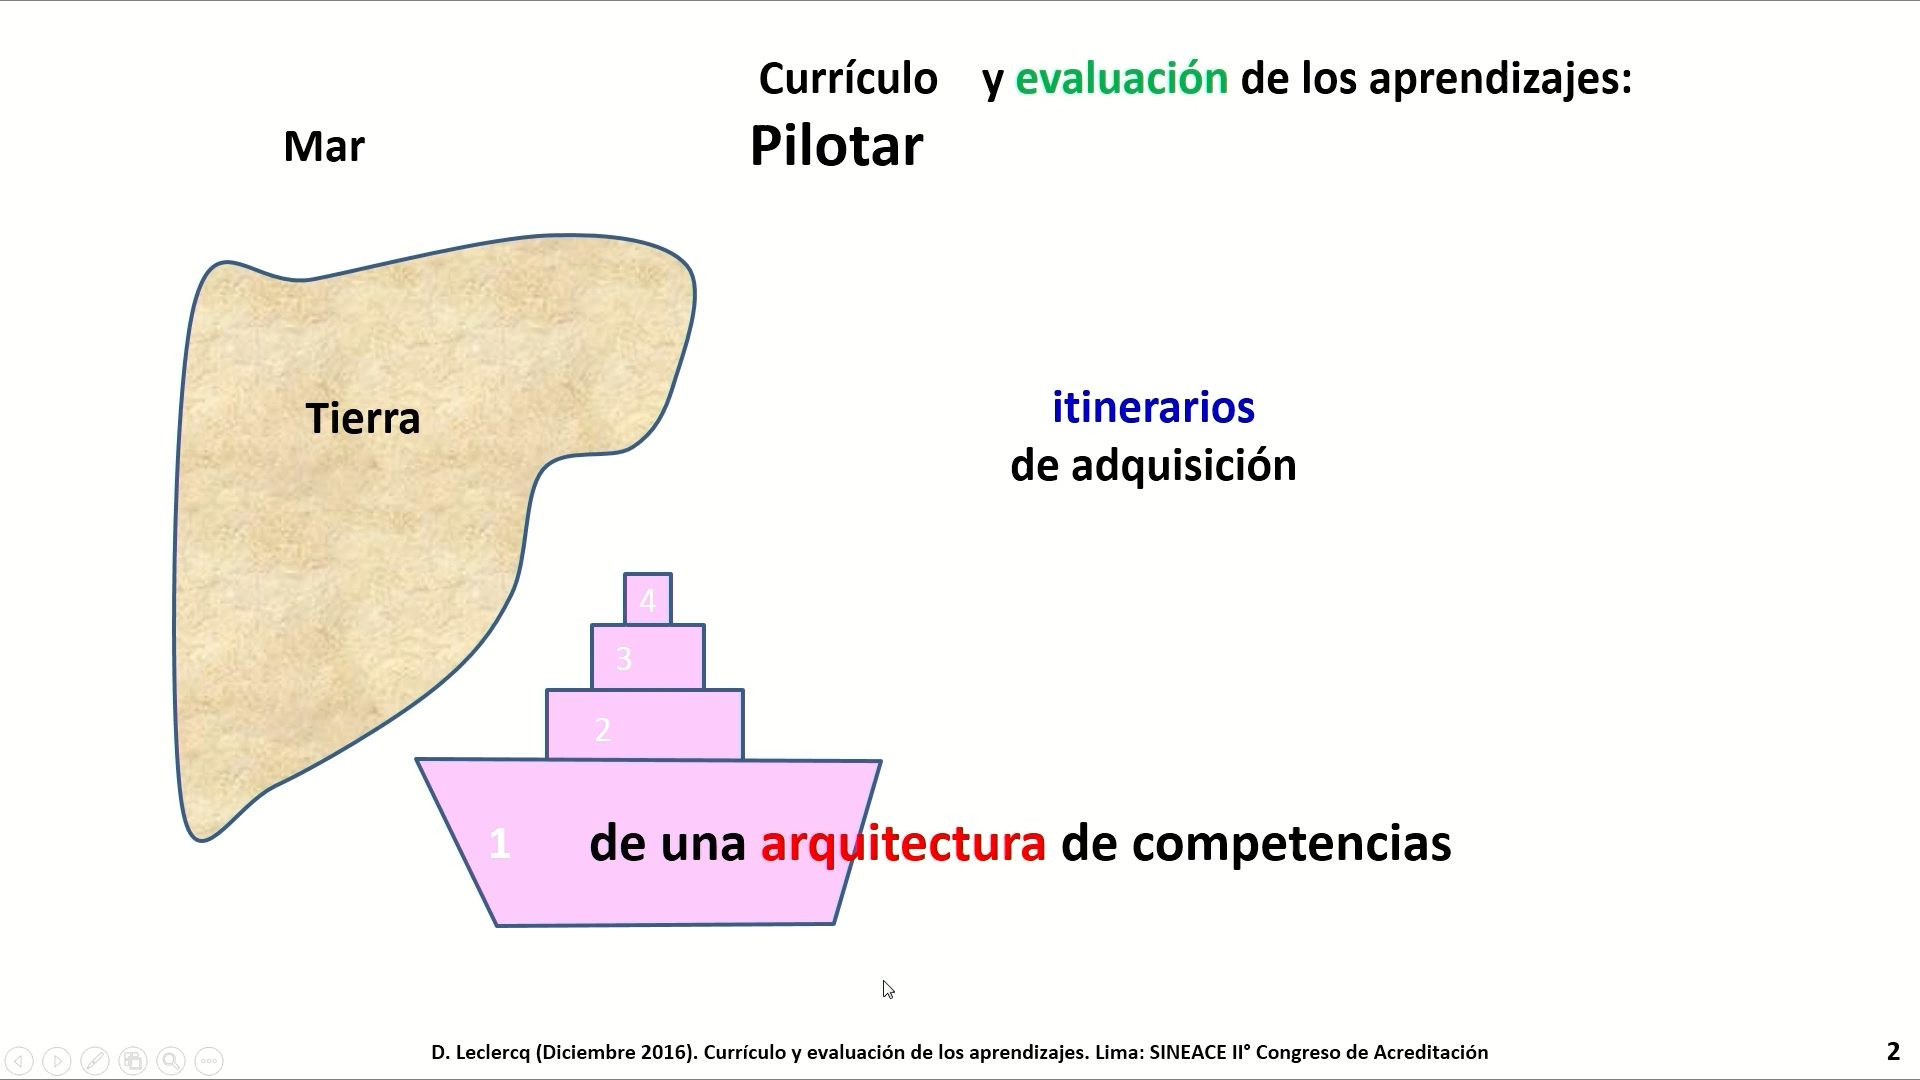 Currículo y evaluación de los aprendizajes:
Mar
Pilotar
Tierra
itinerarios
de adquisición
4
3
2
1
de una arquitectura de competencias
D. Leclercq (Diciembre 2016). Currículo y evaluación de los aprendizajes. Lima: SINEACE II° Congreso de Acreditación
2